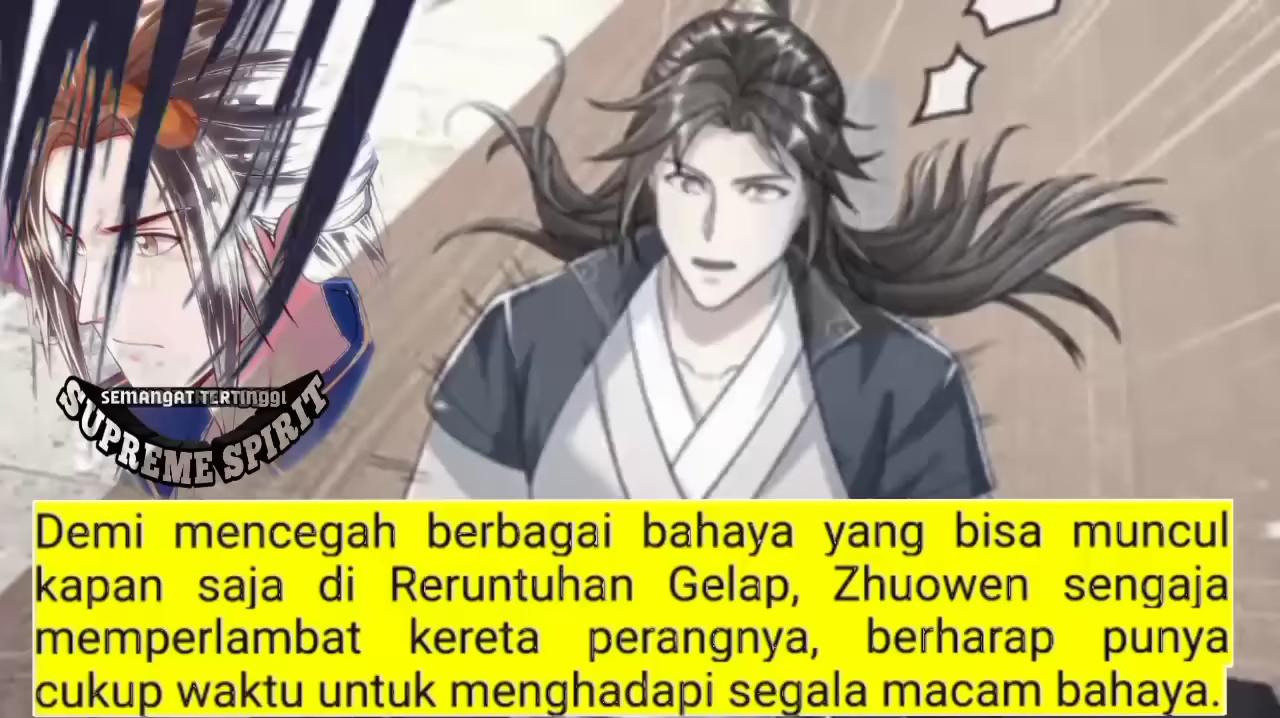 SEMANGAT TERTINGGI
SUPREME SPIRIT
Demi mencegah berbagai bahaya yang bisa muncul
kapan saja di Reruntuhan Gelap, Zhuowen sengaja
memperlambat kereta perangnya, berharap punya
cukup waktu untuk menghadapi segala macam bahaya.